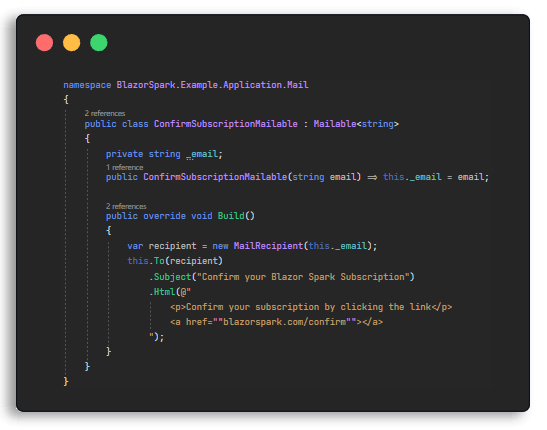 namespace BlazorSpark.Example.Application.Mail
{
2 references
public class ConfirmSubscriptionMailable : Mailable<string>
{
private string _email;
1 reference
public ConfirmSubscriptionMailable(string email) => this._email = email;
2 references
public override void Build()
{
var recipient = new MailRecipient(this._email);
this.To(recipient)
.Subject("Confirm your Blazor Spark Subscription")
.Html(@"
<p>Confirm your subscription by clicking the link</p>
<a href=""blazorspark.com/confirm""></a>
");
}
}
}